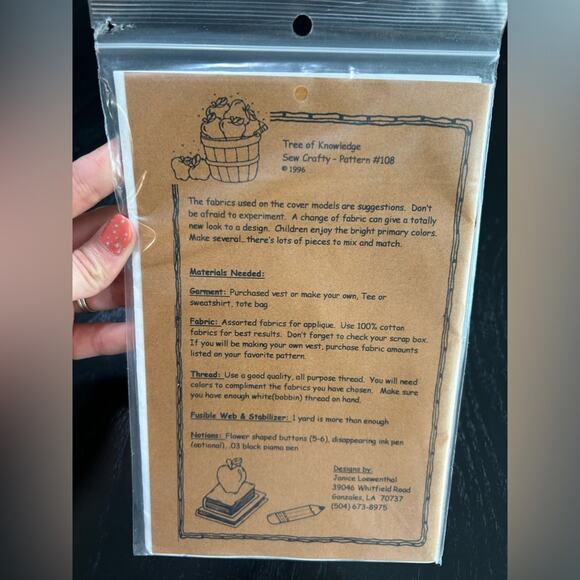 Tree of Knowledge
Sew Crafty - Pattern #108
© 1996
The fabrics used on the cover models are suggestions. Don't
be afraid to experiment. A change of fabric can give a totally
new look to a design. Children enjoy the bright primary colors.
Make several...there's lots of pieces to mix and match.
Materials Needed:
Garment: Purchased vest or make your own, Tee or
sweatshirt, tote bag
Fabric: Assorted fabrics for applique. Use 100% cotton
fabrics for best results. Don't forget to check your scrap box.
If you will be making your own vest, purchase fabric amounts
listed on your favorite pattern.
Thread: Use a good quality, all purpose thread. You will need
colors to compliment the fabrics you have chosen. Make sure
you have enough white(bobbin) thread on hand.
Fusible Web & Stabilizer: 1 yard is more than enough
Notions: Flower shaped buttons (5-6), disappearing ink pen
(optional), .03 black pigma pen
Designs by:
Janice Loewenthal
39046 Whitfield Road
Gonzales, LA 70737
(504) 673-8975